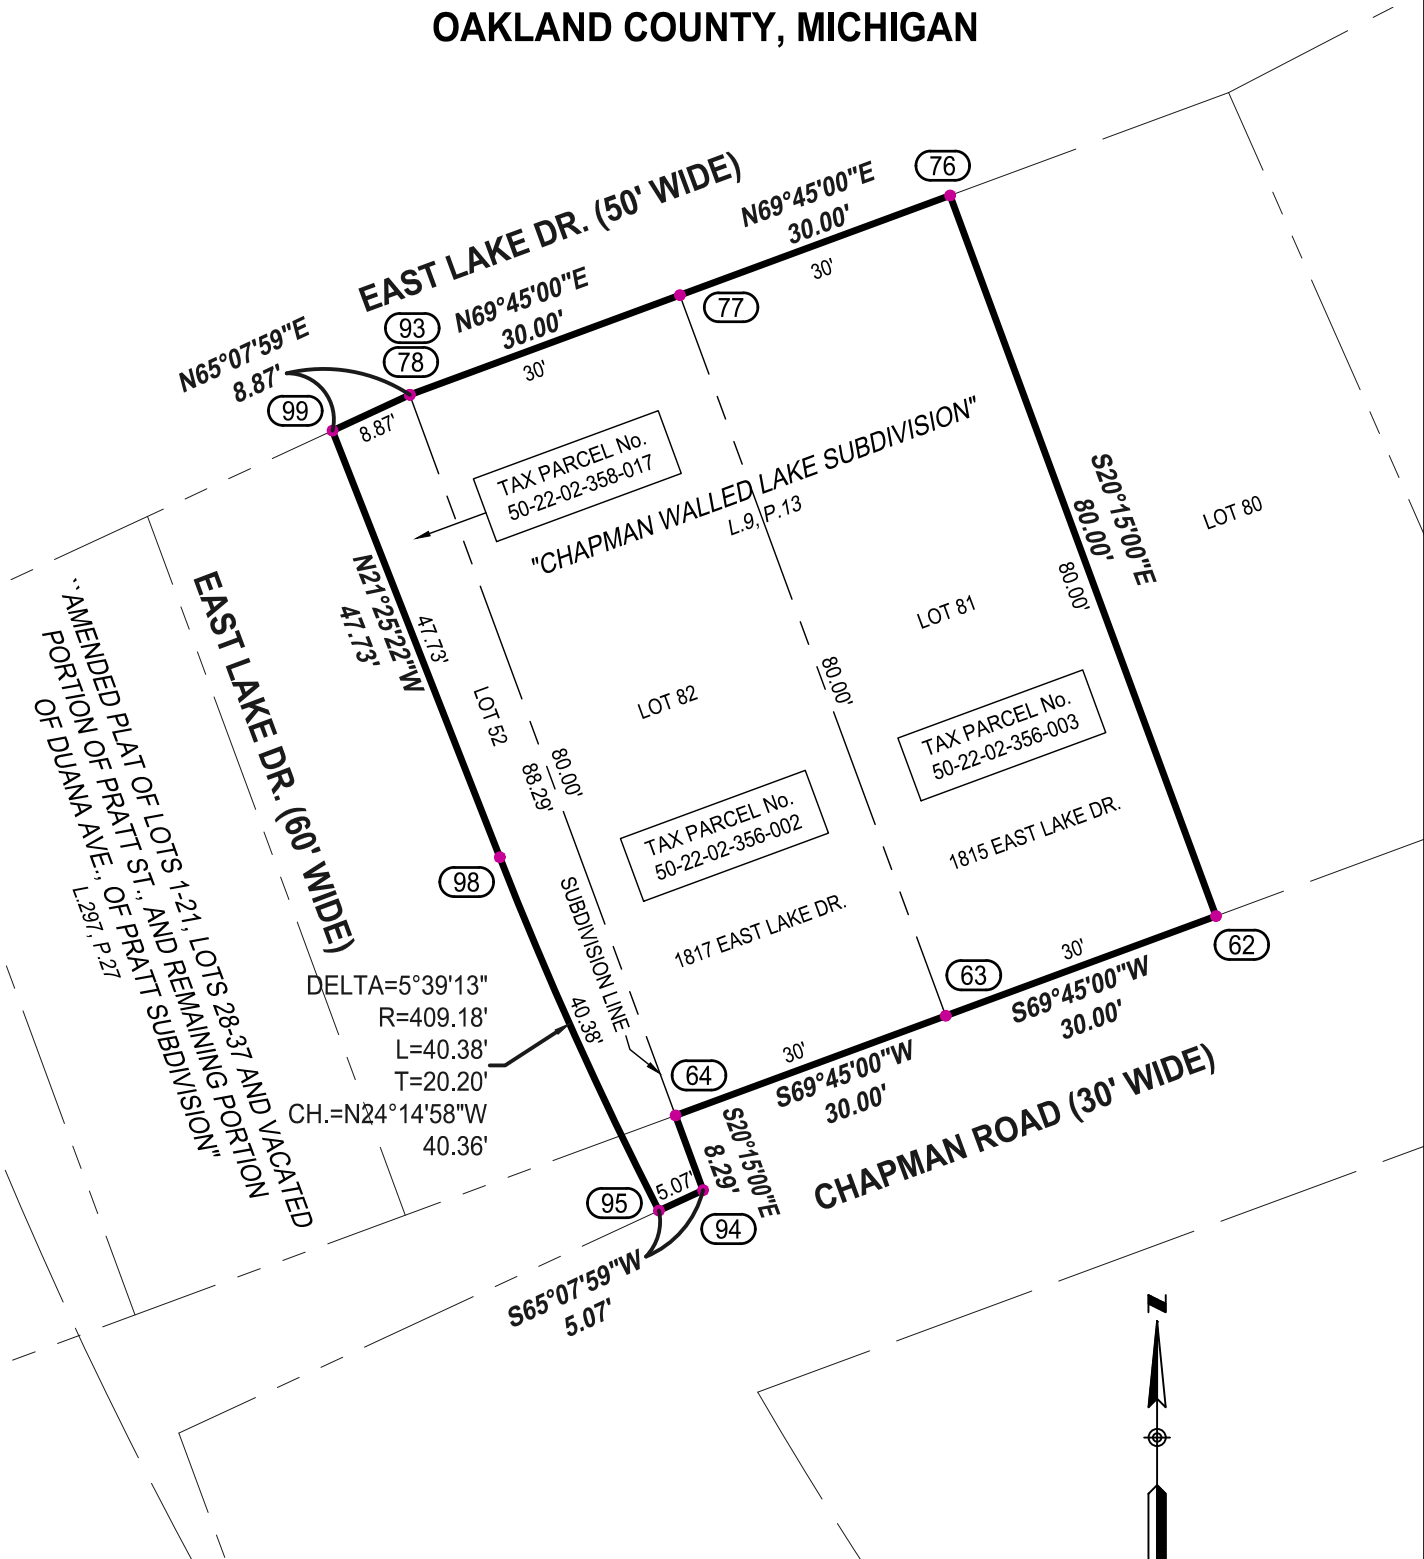 OAKLAND COUNTY, MICHIGAN
76
EAST LAKE DR. (50' WIDE)
N69°45'00"E
30.00'
30'
77
N69°45'00"E
30.00'
30'
93
78
N65°07'59"E
8.87'
99
8.87'
TAX PARCEL No.
50-22-02-358-017
"CHAPMAN WALLED LAKE SUBDIVISION"
L.9, P.13
S20°15'00"E
80.00'
80.00'
LOT 80
N21°25'22"W
47.73'
47.73'
LOT 52
LOT 82
LOT 81
80.00'
80.00'
88.29'
TAX PARCEL No.
50-22-02-356-003
1815 EAST LAKE DR.
TAX PARCEL No.
50-22-02-356-002
1817 EAST LAKE DR.
EAST LAKE DR. (60' WIDE)
``AMENDED PLAT OF LOTS 1-21, LOTS 28-37 AND VACATED
PORTION OF PRATT ST., AND REMAINING PORTION
OF DUANA AVE., OF PRATT SUBDIVISION"
L.297, P.27
98
SUBDIVISION LINE
DELTA=5°39'13"
R=409.18'
L=40.38'
T=20.20'
CH.=N24°14'58"W
40.36'
40.38'
63
62
30'
S69°45'00"W
30.00'
64
30'
S69°45'00"W
30.00'
S20°15'00"E
8.29'
CHAPMAN ROAD (30' WIDE)
95
5.07'
94
S65°07'59"W
5.07'
N